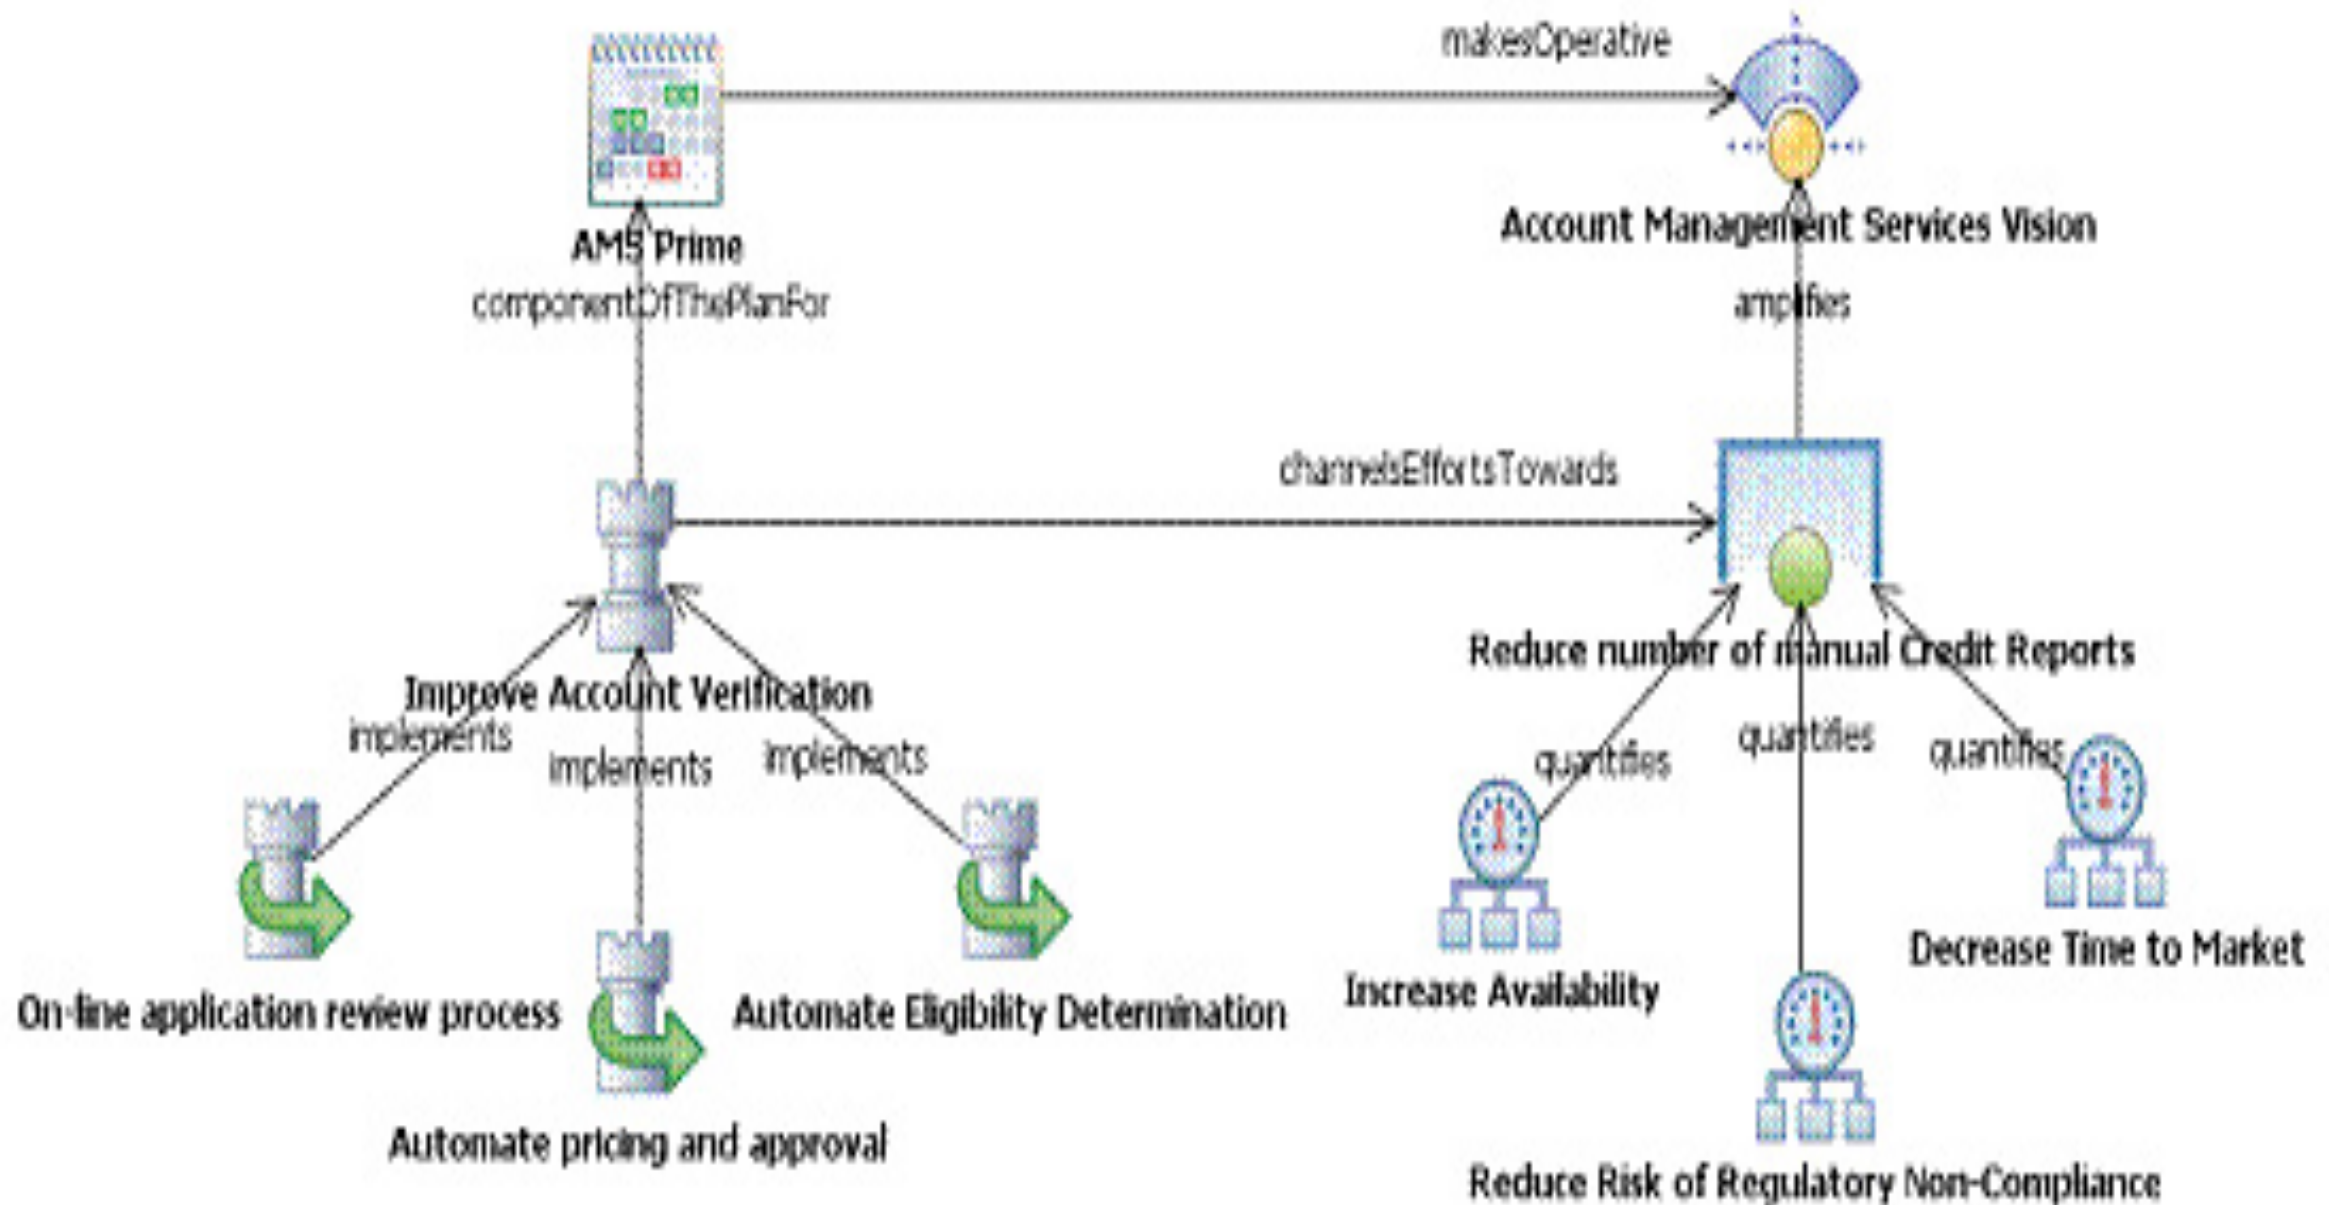 makesOperative
AMS Prime
Account Management Services Vision
componentOfThePlanFor
amplifies
channelsEffortsTowards
Improve Account Verification
Reduce number of manual Credit Reports
implements
implements
implements
quantifies
quantifies
quantifies
On-line application review process
Automate Eligibility Determination
Increase Availability
Decrease Time to Market
Automate pricing and approval
Reduce Risk of Regulatory Non-Compliance